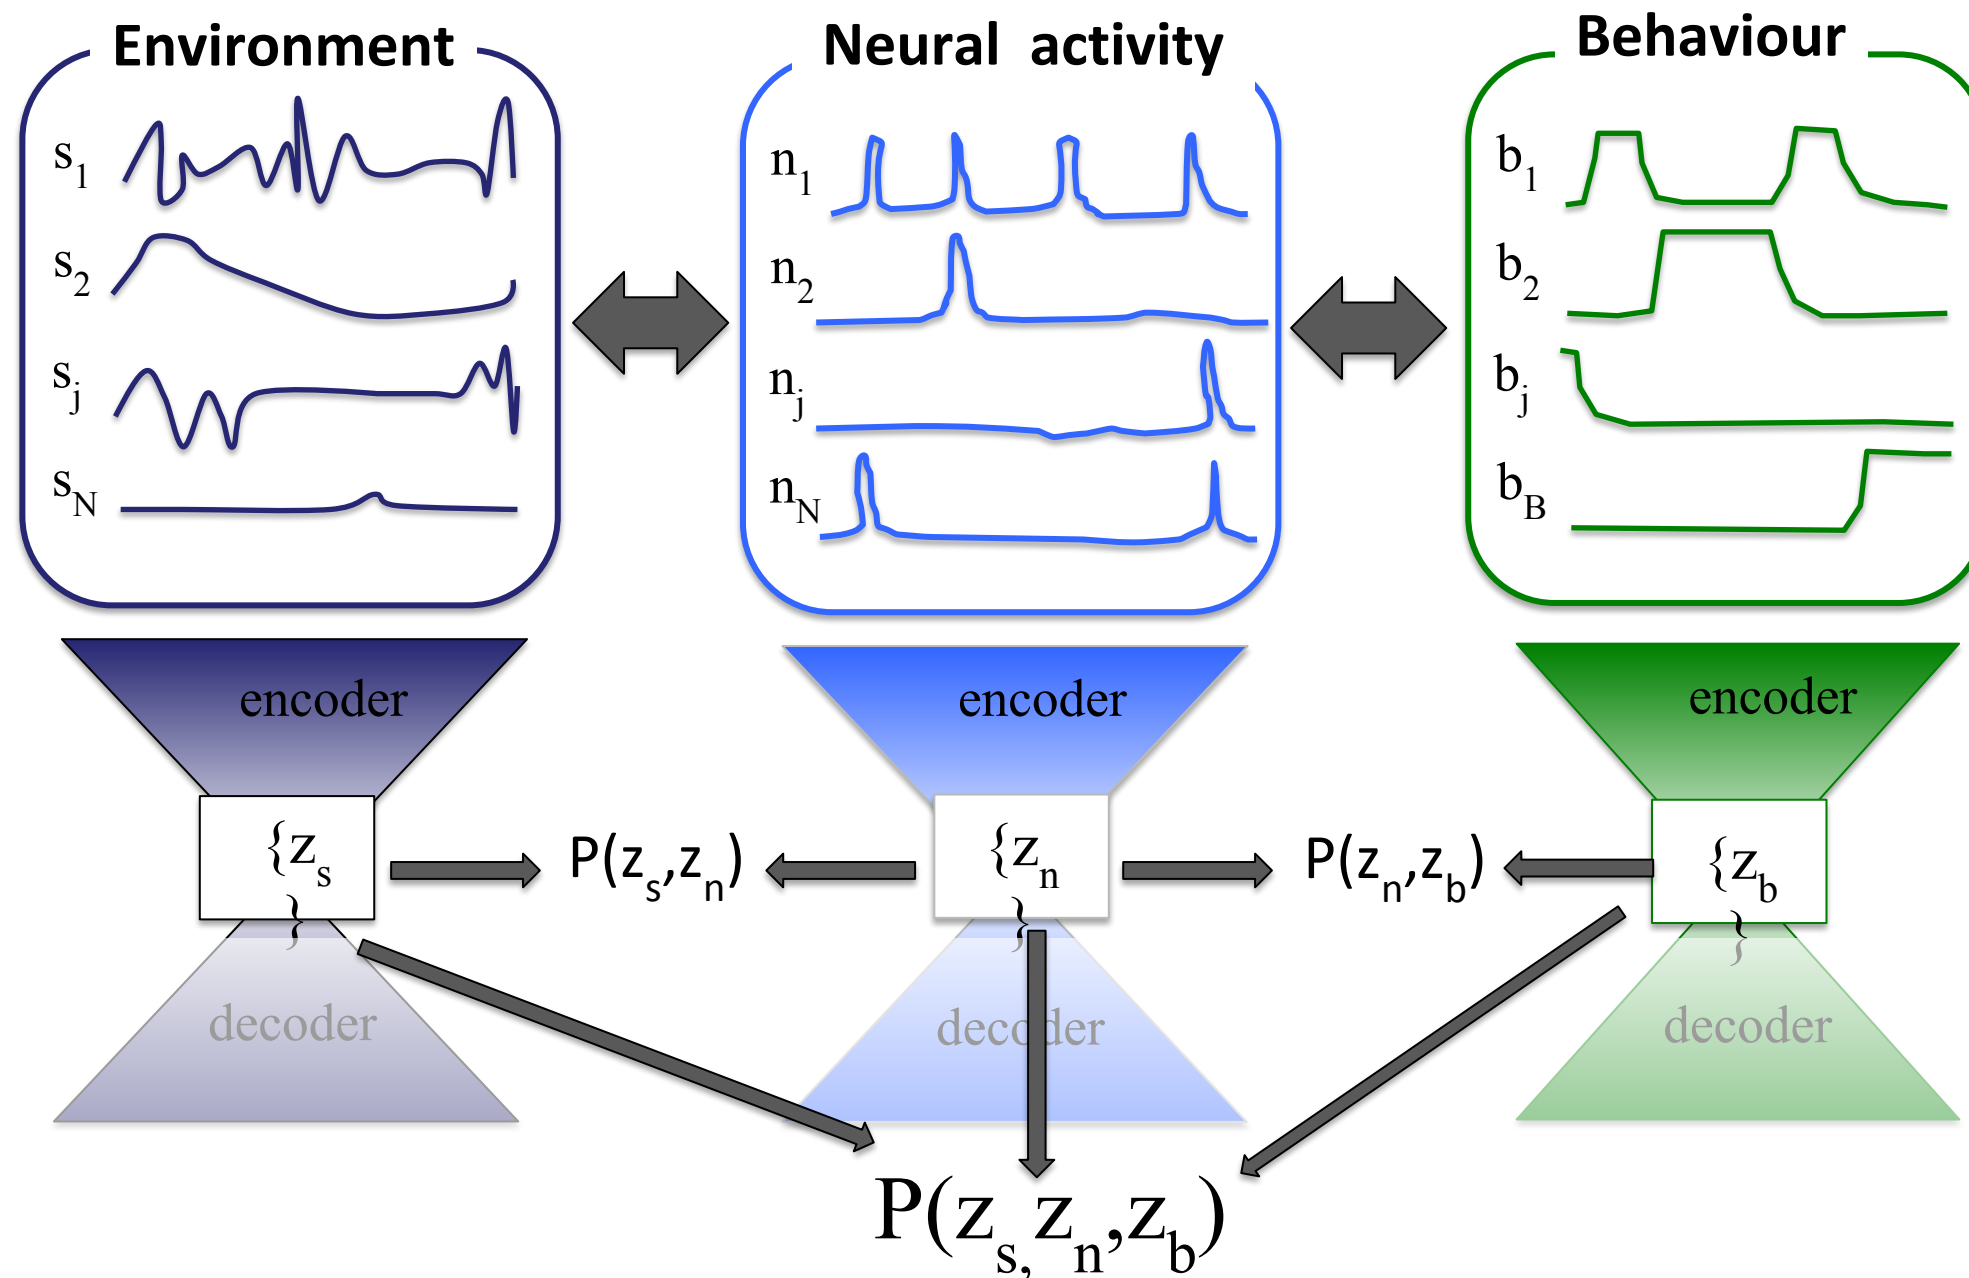 Environment
Neural activity
Behaviour
s1
s2
sj
sN
n1
n2
nj
nN
b1
b2
bj
bB
encoder
encoder
encoder
{zs
}
P(zs,zn)
{zn
}
P(zn,zb)
{zb
}
decoder
decoder
decoder
P(zs,zn,zb)